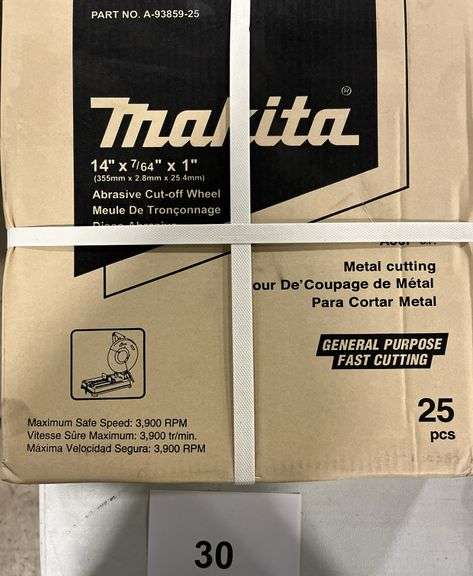 PART NO. A-93859-25
Makita®
14" x 7/64" x 1"
(355mm x 2.8mm x 25.4mm)
Abrasive Cut-off Wheel
Meule De Tronçonnage
Metal cutting
our De'Coupage de Métal
Para Cortar Metal
GENERAL PURPOSE
FAST CUTTING
25
pcs
Maximum Safe Speed: 3,900 RPM
Vitesse Sûre Maximum: 3,900 tr/min.
Máxima Velocidad Segura: 3,900 RPM
30